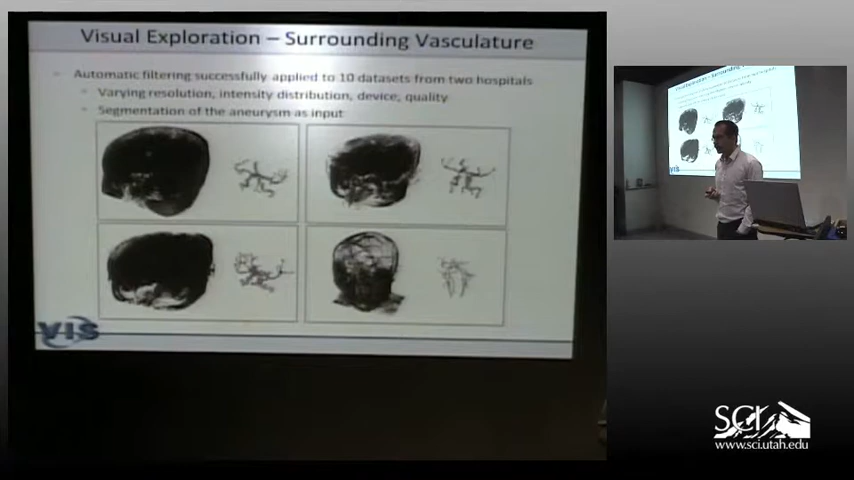 Visual Exploration – Surrounding Vasculature
Automatic filtering successfully applied to 10 datasets from two hospitals
Varying resolution, intensity distribution, device, quality
Segmentation of the aneurysm as input
VIS
VIS
SCI
www.sci.utah.edu